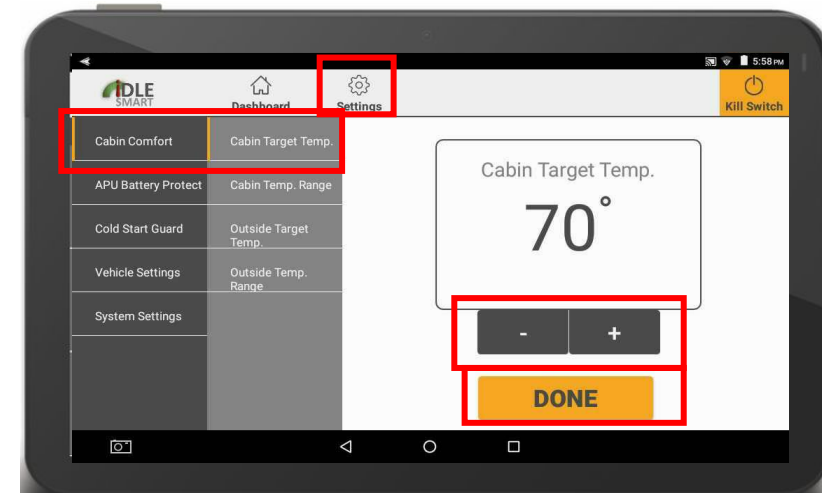 5:58 PM
iDLE
SMART
Dashboard
Settings
Kill Switch
Cabin Comfort
Cabin Target Temp.
APU Battery Protect
Cabin Temp. Range
Cold Start Guard
Outside Target
Temp.
Vehicle Settings
Outside Temp.
Range
System Settings
Cabin Target Temp.
70°
- +
DONE